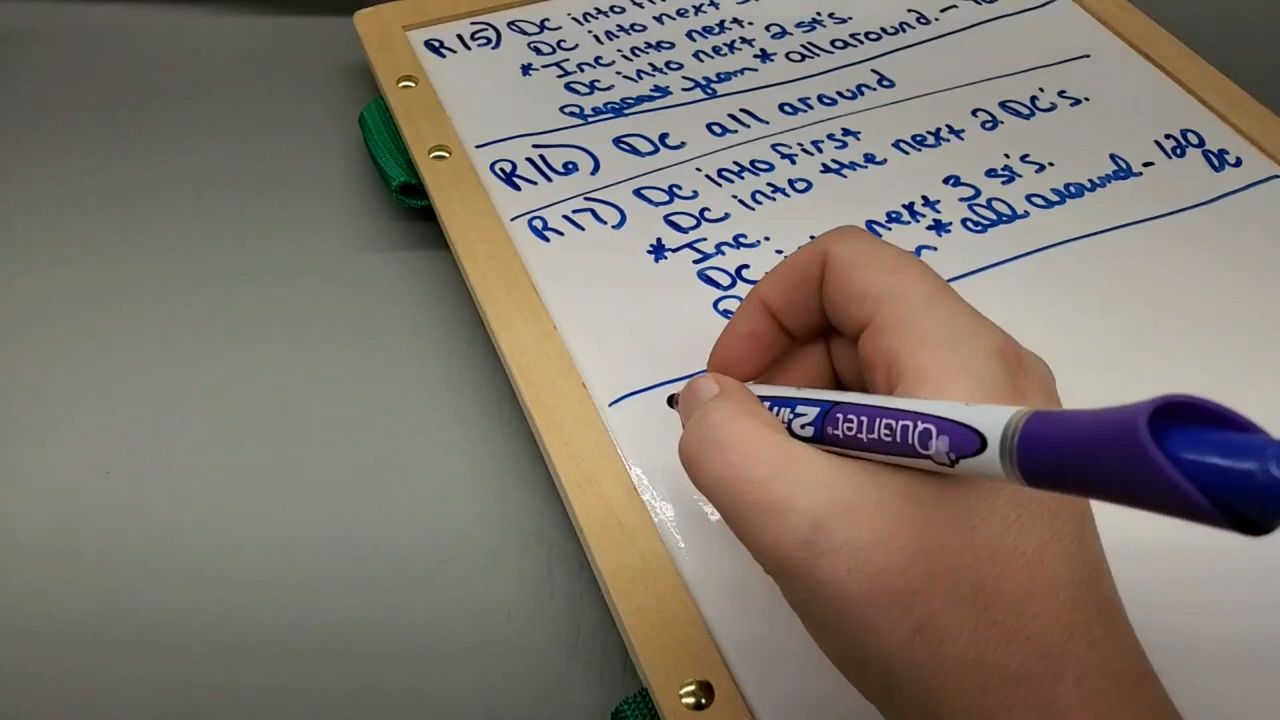 R15) DC into
DC into next
* Inc into next.
DC into next 2 st's.
Repeat from * all around. -
R16) DC all around
R17) DC into first
DC into the next 2 DC's.
* Inc.
DC next 3 st's.
* all around - 120
DC
Quartet